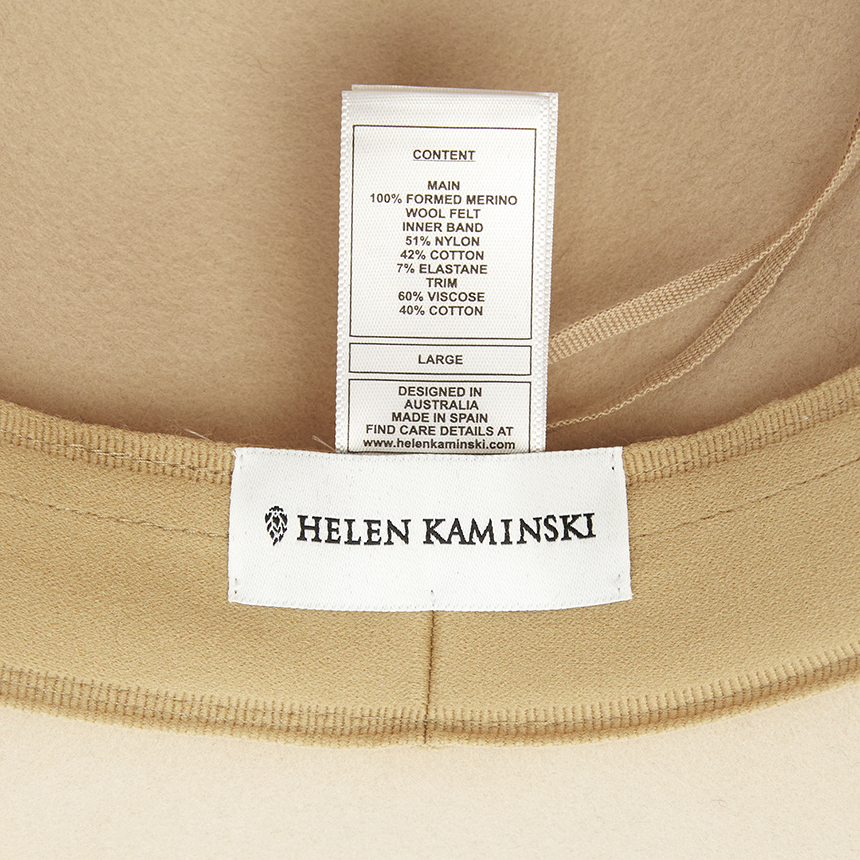 CONTENT
MAIN
100% FORMED MERINO
WOOL FELT
INNER BAND
51% NYLON
42% COTTON
7% ELASTANE
TRIM
60% VISCOSE
40% COTTON
LARGE
DESIGNED IN
AUSTRALIA
MADE IN SPAIN
FIND CARE DETAILS AT
www.helenkaminski.com
HELEN KAMINSKI